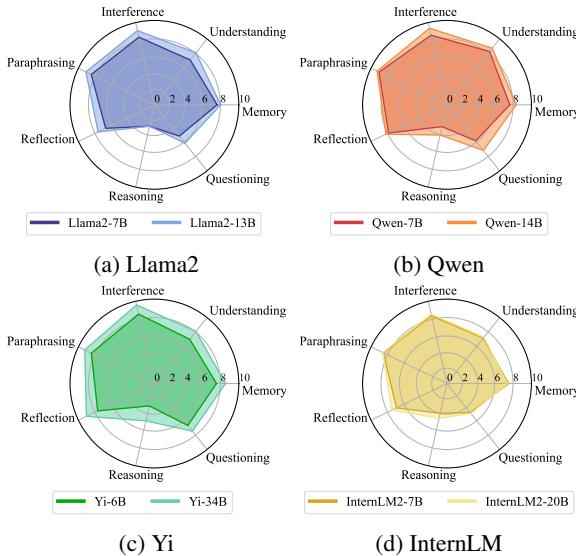 Interference
Understanding
Paraphrasing
0 2 4 6 8 10
Memory
Reflection
Reasoning
Questioning
Llama2-7B Llama2-13B
(a) Llama2
Interference
Understanding
Paraphrasing
0 2 4 6 8 10
Memory
Reflection
Reasoning
Questioning
Qwen-7B Qwen-14B
(b) Qwen
Interference
Understanding
Paraphrasing
0 2 4 6 8 10
Memory
Reflection
Reasoning
Questioning
Yi-6B Yi-34B
(c) Yi
Interference
Understanding
Paraphrasing
0 2 4 6 8 10
Memory
Reflection
Reasoning
Questioning
InternLM2-7B InternLM2-20B
(d) InternLM